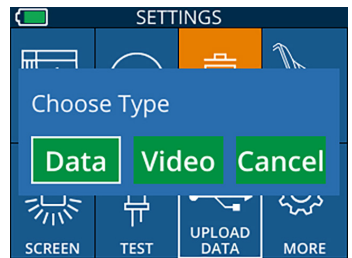 SETTINGS
Choose Type
Data Video Cancel
SCREEN TEST UPLOAD DATA MORE